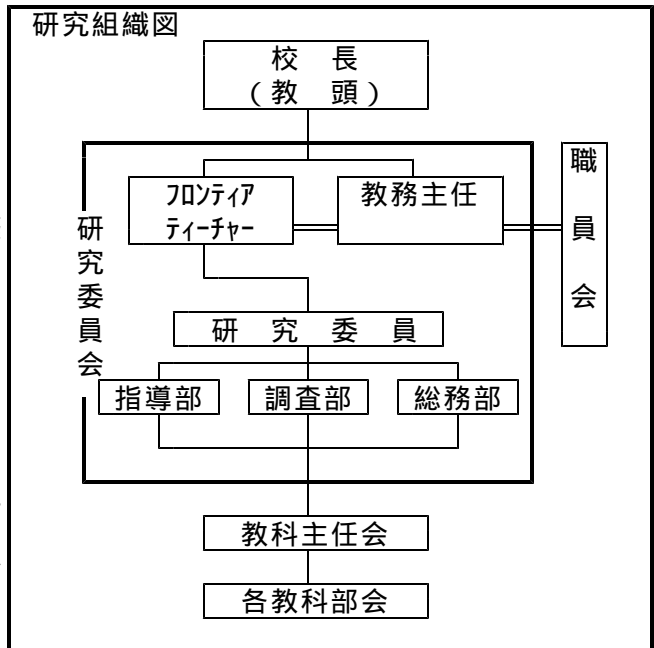 研究組織図
校　長
（教　頭）
ﾌﾛﾝﾃｨｱ
ﾃｨｰﾁｬｰ
教務主任
職員会
研究委員会
研　究　委　員
指導部
調査部
総務部
教科主任会
各教科部会